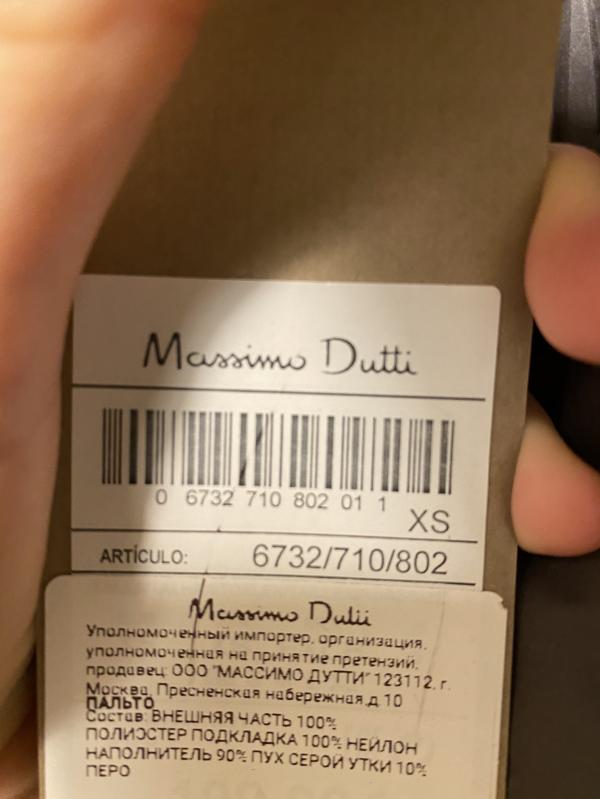 Massimo Dutti
0 6732 710 802 01 1
XS
ARTÍCULO: 6732/710/802
Massimo Dutti
Уполномоченный импортер, организация,
уполномоченная на принятие претензий,
продавец: ООО "МАССИМО ДУТТИ" 123112, г.
Москва, Пресненская набережная,д 10
ПАЛЬТО
Состав: ВНЕШНЯЯ ЧАСТЬ 100%
ПОЛИЭСТЕР ПОДКЛАДКА 100% НЕЙЛОН
НАПОЛНИТЕЛЬ 90% ПУХ СЕРОЙ УТКИ 10%
ПЕРО